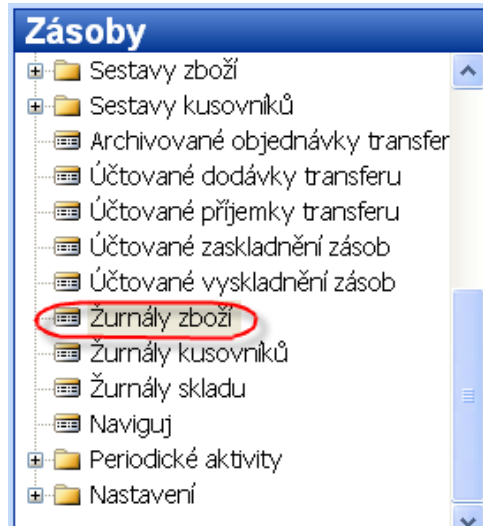 Zásoby
Sestavy zboží
Sestavy kusovníků
Archivované objednávky transfer
Účtované dodávky transferu
Účtované příjemky transferu
Účtované zaskladnění zásob
Účtované vyskladnění zásob
Žurnály zboží
Žurnály kusovníků
Žurnály skladu
Naviguj
Periodické aktivity
Nastavení